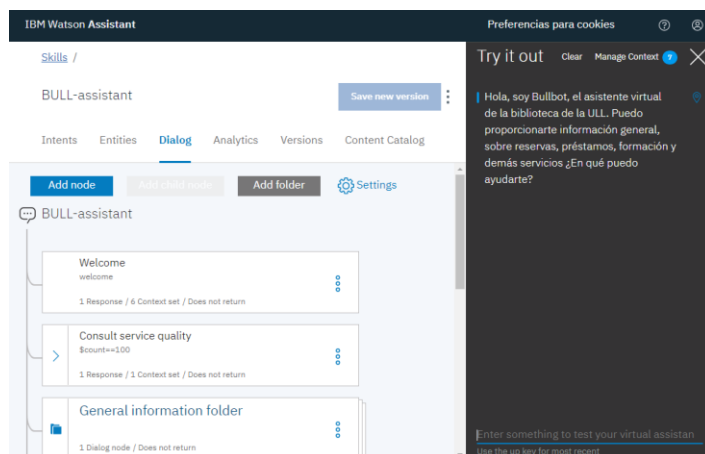 IBM Watson Assistant
Preferencias para cookies
Skills /
BULL-assistant
Save new version
Intents Entities Dialog Analytics Versions Content Catalog
Add node Add child node Add folder Settings
BULL-assistant
Welcome
welcome
1 Response / 6 Context set / Does not return
Consult service quality
$count==100
1 Response / 1 Context set / Does not return
General information folder
1 Dialog node / Does not return
Try it out Clear Manage Context 7
Hola, soy Bullbot, el asistente virtual
de la biblioteca de la ULL. Puedo
proporcionarte información general,
sobre reservas, préstamos, formación y
demás servicios ¿En qué puedo
ayudarte?
Enter something to test your virtual assistan
Use the up key for most recent